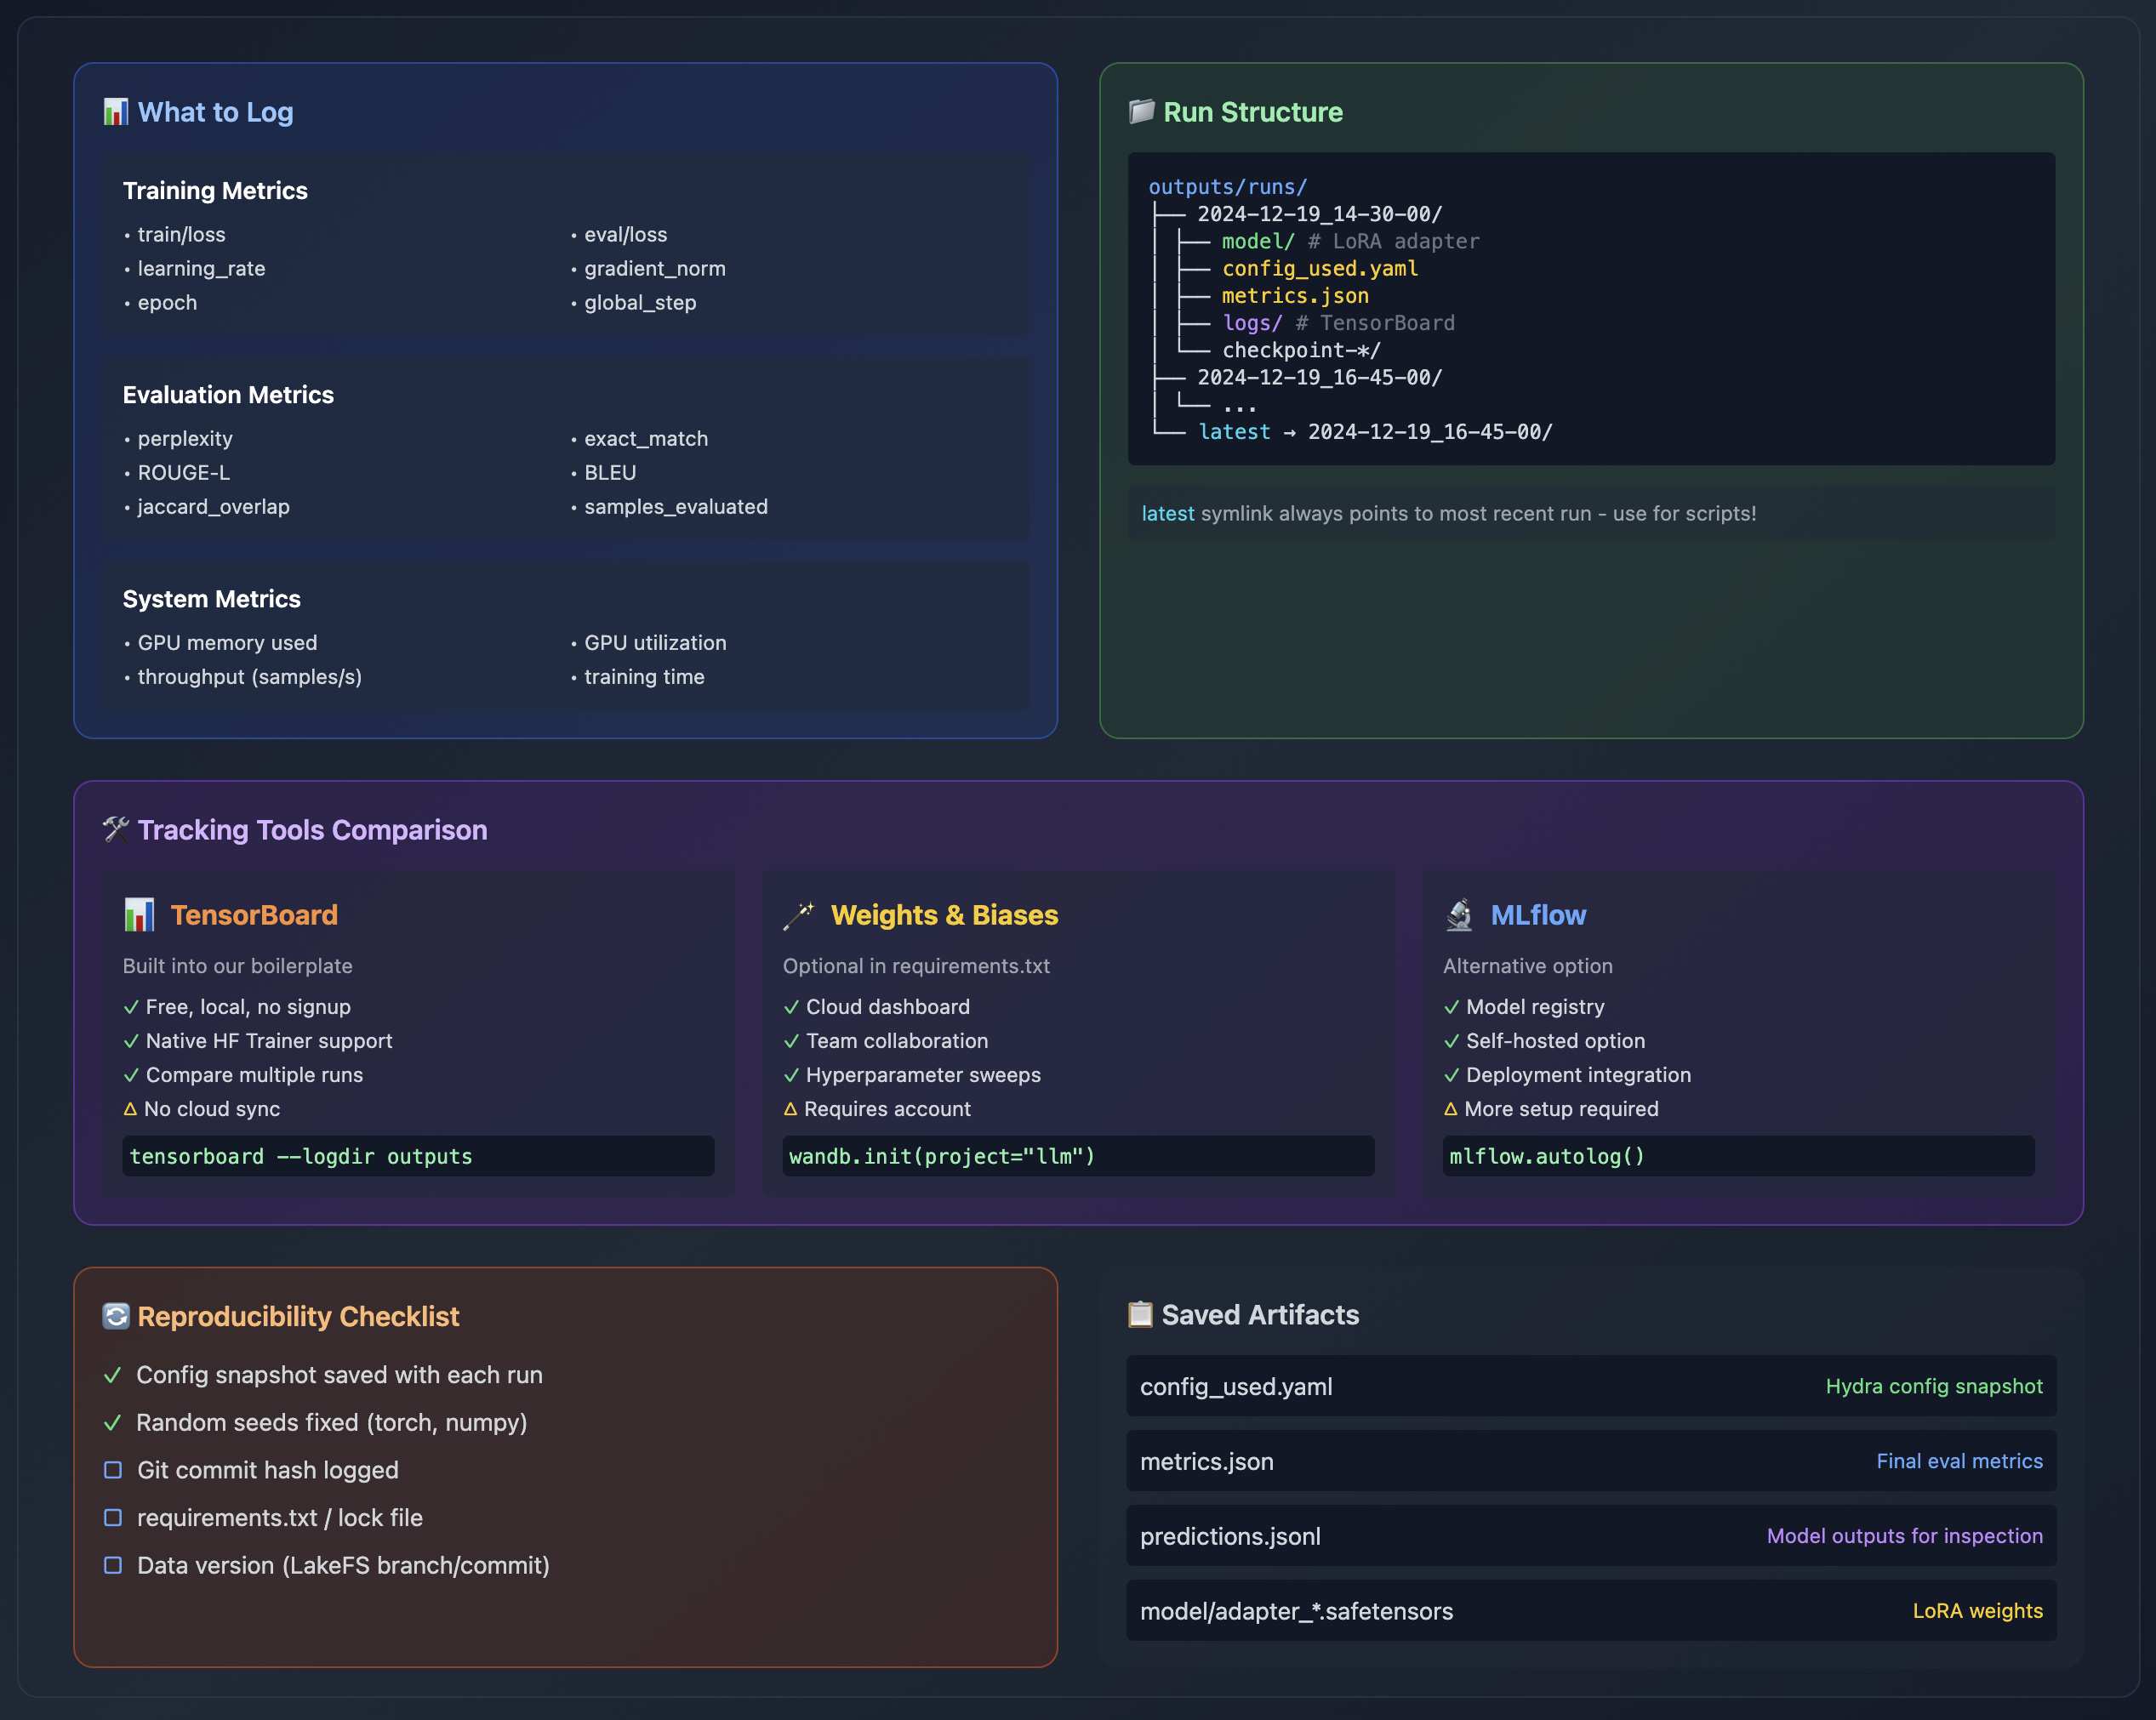 📊 What to Log
Training Metrics
• train/loss
• eval/loss
• learning_rate
• gradient_norm
• epoch
• global_step
Evaluation Metrics
• perplexity
• exact_match
• ROUGE-L
• BLEU
• jaccard_overlap
• samples_evaluated
System Metrics
• GPU memory used
• GPU utilization
• throughput (samples/s)
• training time
📁 Run Structure
outputs/runs/
├── 2024-12-19_14-30-00/
│ ├── model/ # LoRA adapter
│ ├── config_used.yaml
│ ├── metrics.json
│ ├── logs/ # TensorBoard
│ └── checkpoint-*/
├── 2024-12-19_16-45-00/
│ └── ...
└── latest → 2024-12-19_16-45-00/
latest symlink always points to most recent run - use for scripts!
🛠 Tracking Tools Comparison
📊 TensorBoard
Built into our boilerplate
✓ Free, local, no signup
✓ Native HF Trainer support
✓ Compare multiple runs
△ No cloud sync
tensorboard --logdir outputs
🪄 Weights & Biases
Optional in requirements.txt
✓ Cloud dashboard
✓ Team collaboration
✓ Hyperparameter sweeps
△ Requires account
wandb.init(project="llm")
🔬 MLflow
Alternative option
✓ Model registry
✓ Self-hosted option
✓ Deployment integration
△ More setup required
mlflow.autolog()
🔄 Reproducibility Checklist
✓ Config snapshot saved with each run
✓ Random seeds fixed (torch, numpy)
☐ Git commit hash logged
☐ requirements.txt / lock file
☐ Data version (LakeFS branch/commit)
📋 Saved Artifacts
config_used.yaml Hydra config snapshot
metrics.json Final eval metrics
predictions.jsonl Model outputs for inspection
model/adapter_*.safetensors LoRA weights